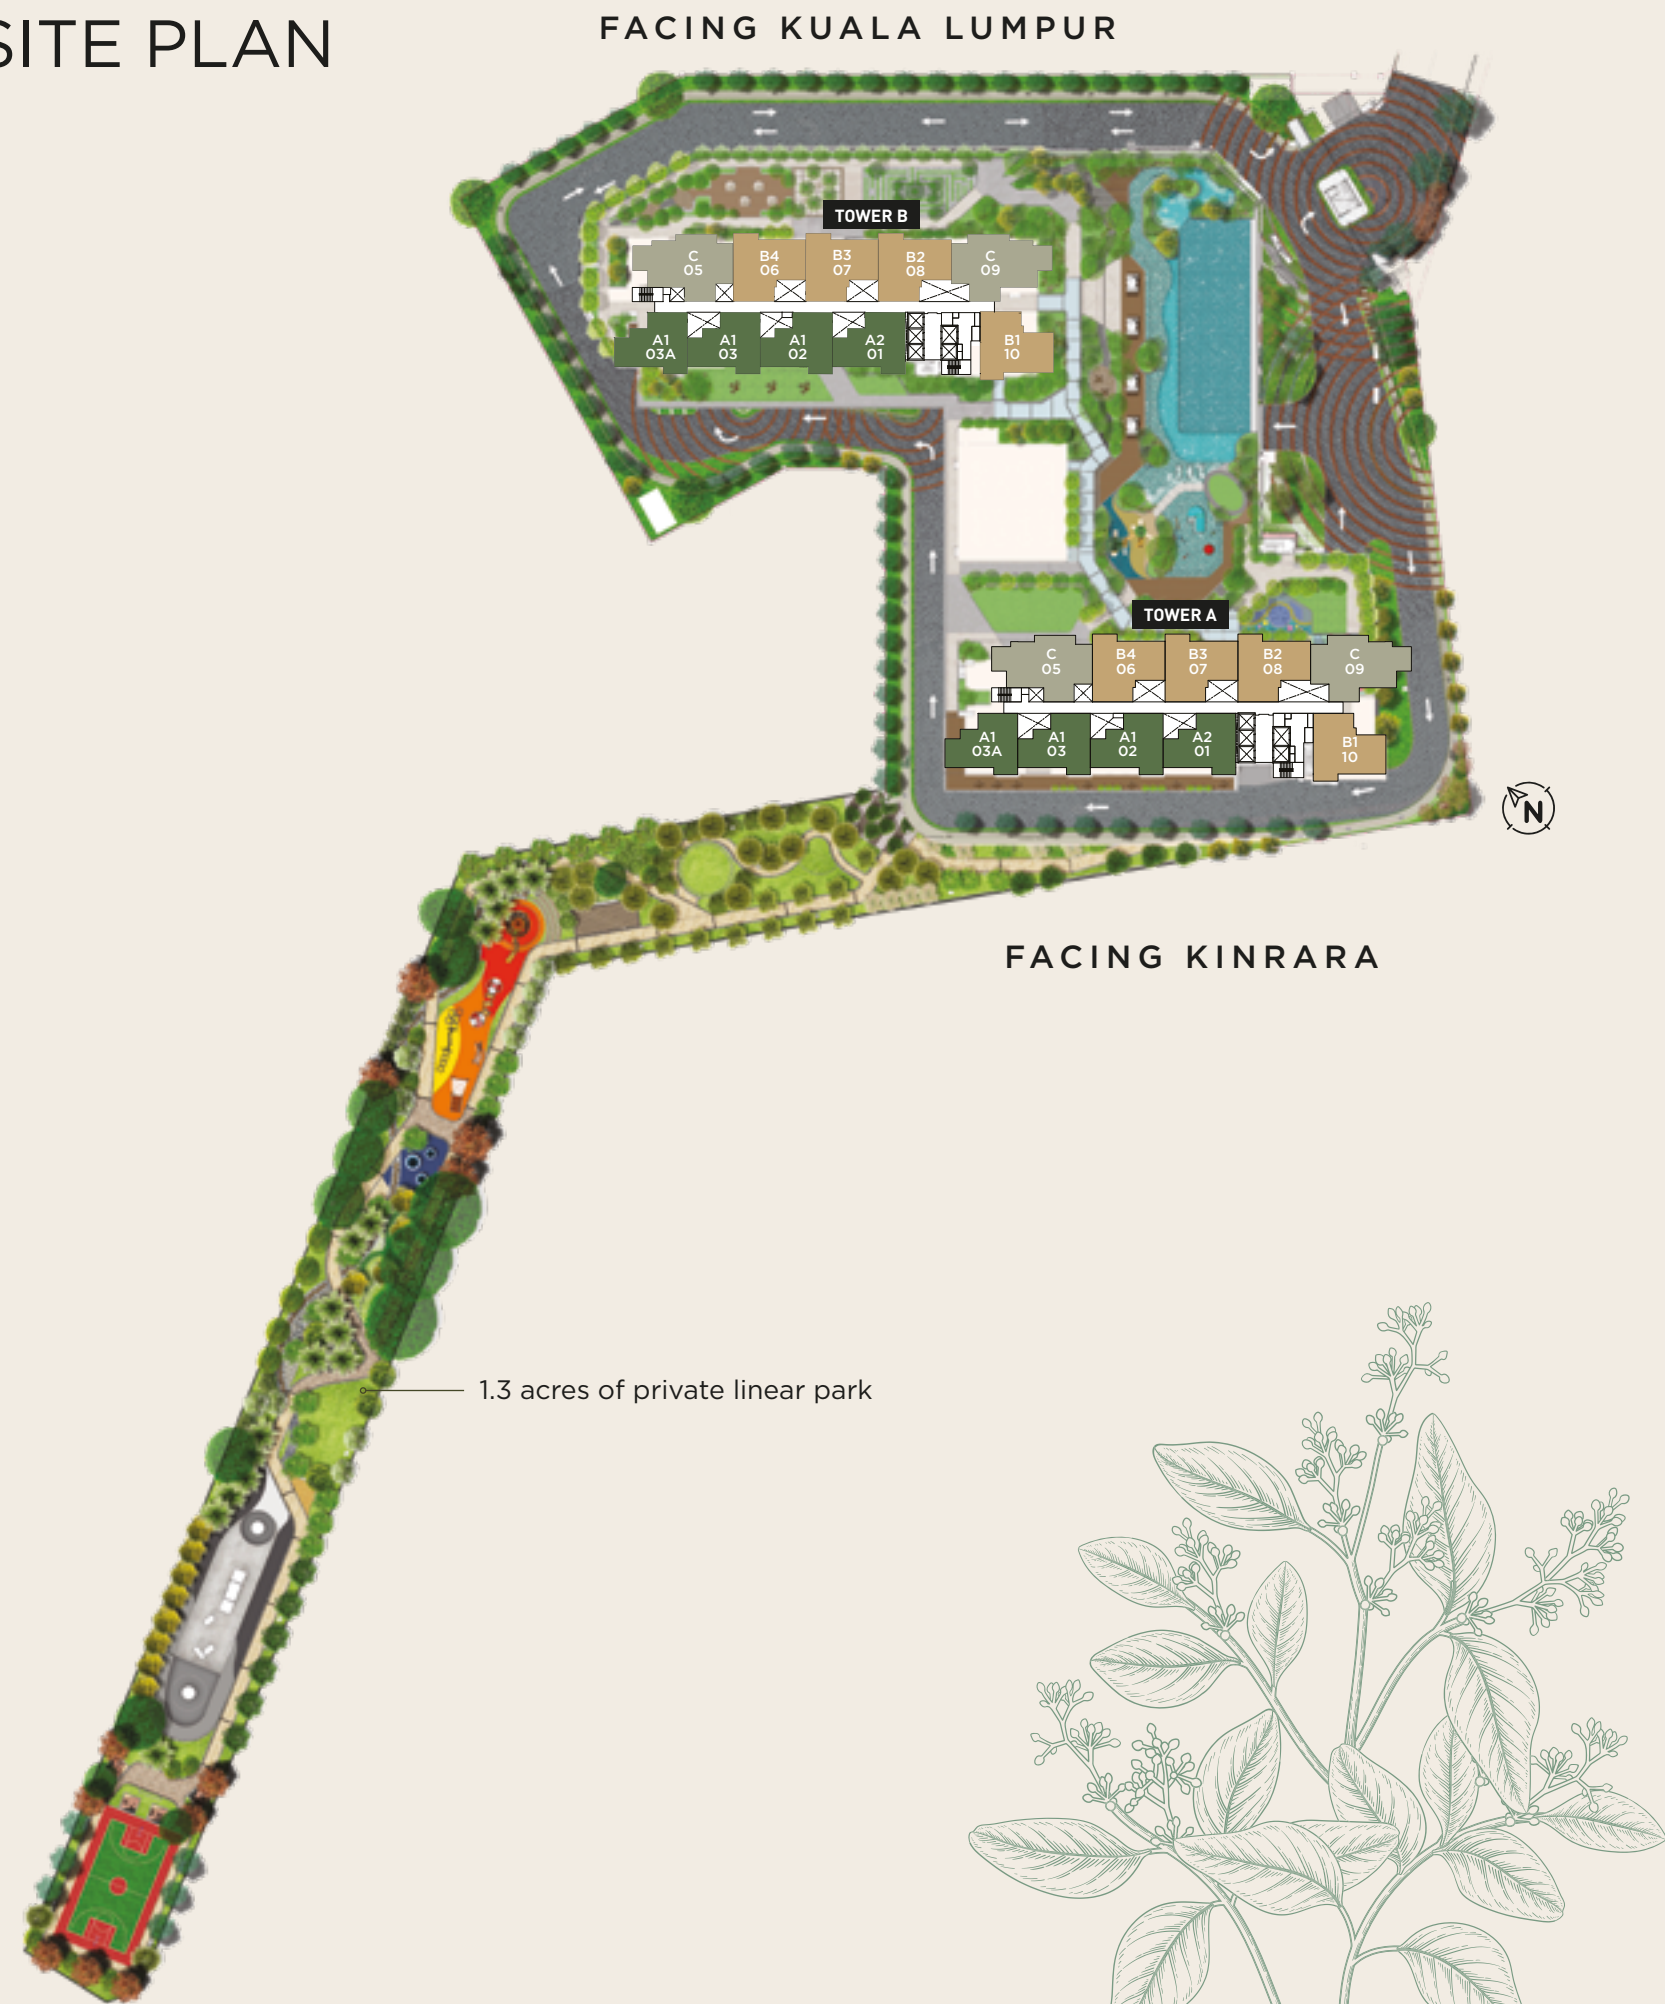 SITE PLAN
FACING KUALA LUMPUR
TOWER B
C
05
B4
06
B3
07
B2
08
C
09
A1
03A
A1
03
A1
02
A2
01
B1
10
TOWER A
C
05
B4
06
B3
07
B2
08
C
09
A1
03A
A1
03
A1
02
A2
01
B1
10
N
FACING KINRARA
1.3 acres of private linear park